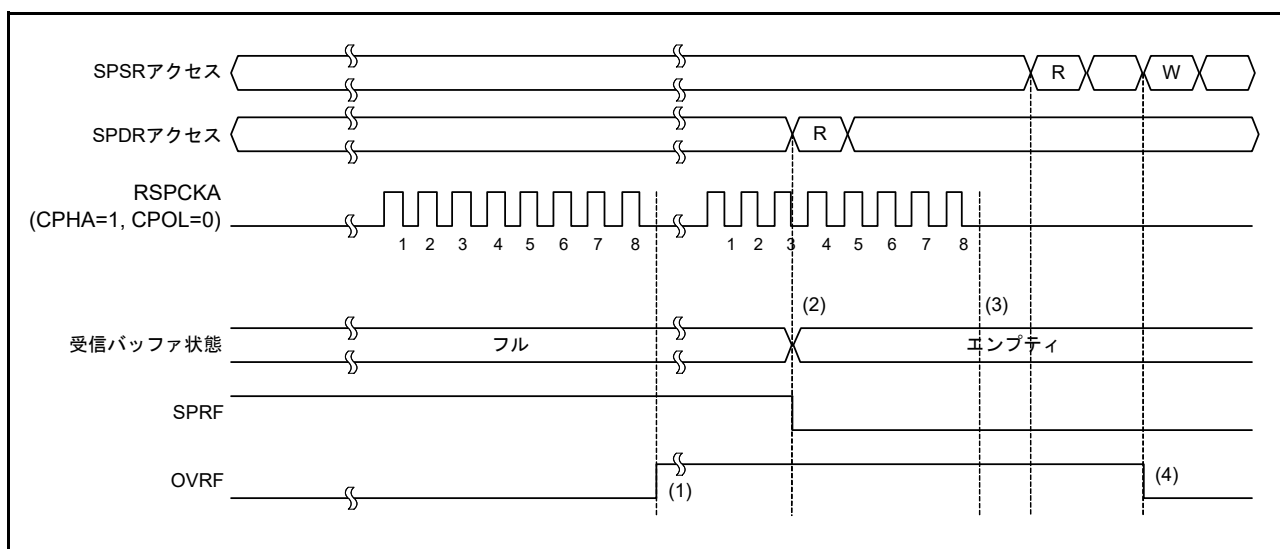 SPSRアクセス
R
W
SPDRアクセス
R
RSPCKA
(CPHA=1, CPOL=0)
1 2 3 4 5 6 7 8 1 2 3 4 5 6 7 8
(2) (3)
受信バッファ状態
フル
エンプティ
SPRF
OVRF
(1)
(4)